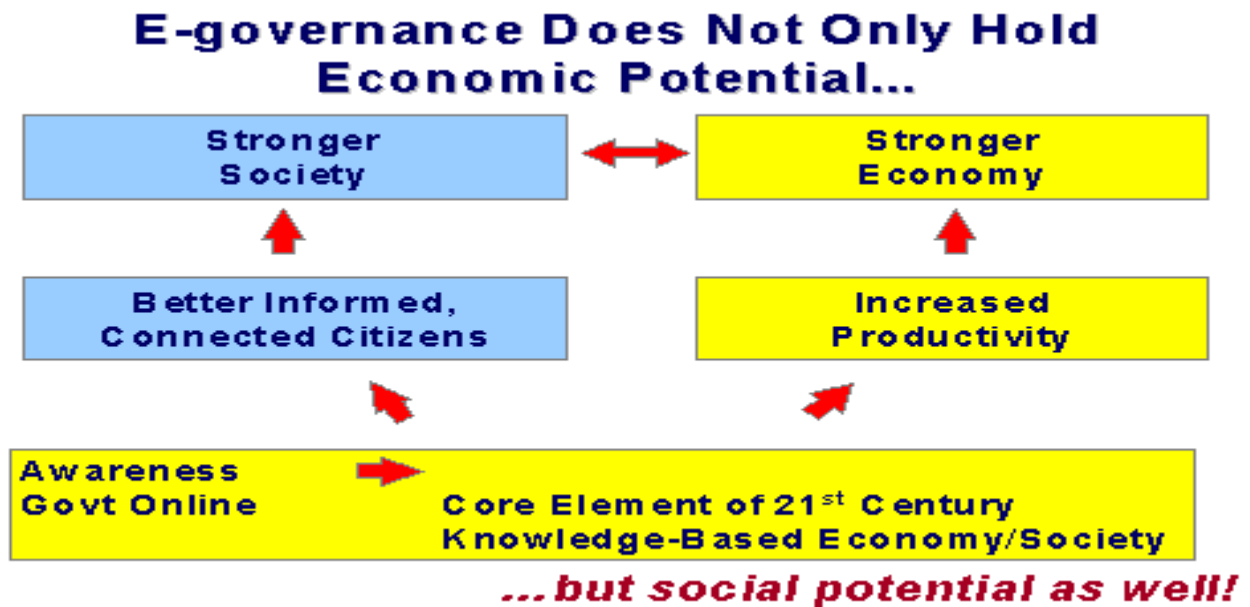 E-governance Does Not Only Hold
Economic Potential...
Stronger
Society
Stronger
Economy
Better Informed,
Connected Citizens
Increased
Productivity
Awareness
Govt Online
Core Element of 21st Century
Knowledge-Based Economy/Society
...but social potential as well!